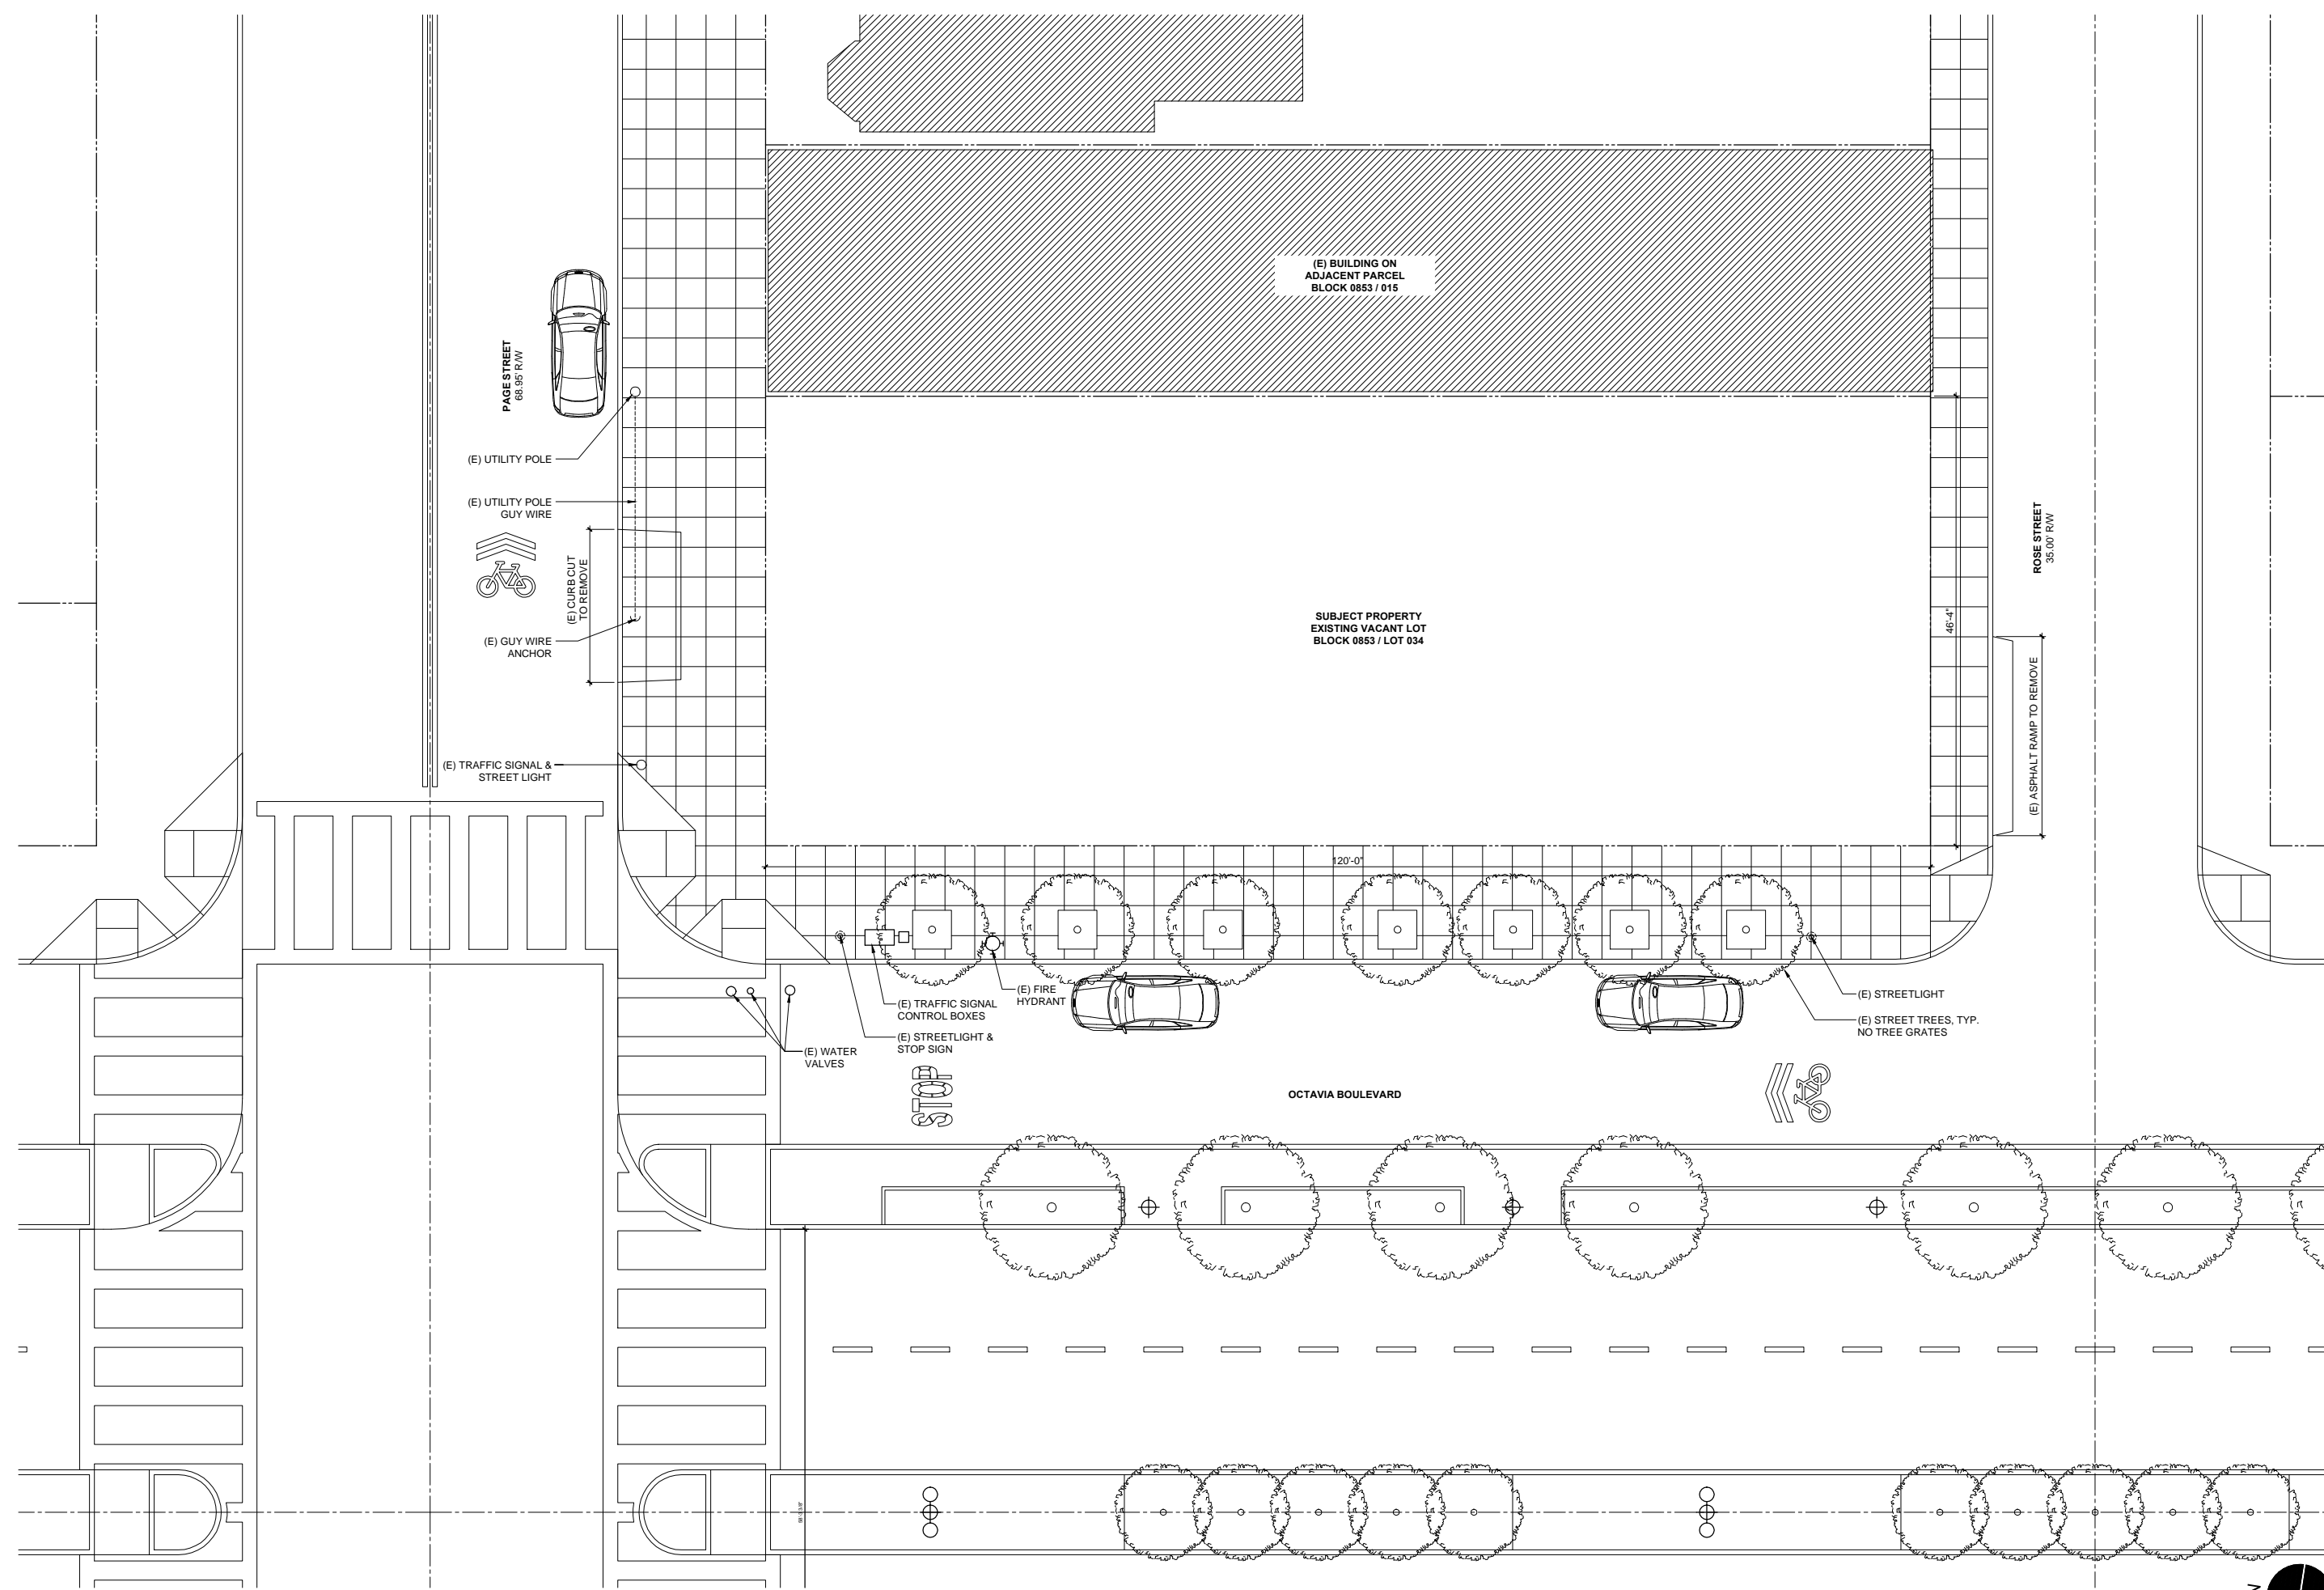 (E) BUILDING ON
ADJACENT PARCEL
BLOCK 0853 / 015
PAGE STREET
68.95' R/W
(E) UTILITY POLE
(E) UTILITY POLE
GUY WIRE
(E) CURB CUT
TO REMOVE
(E) GUY WIRE
ANCHOR
SUBJECT PROPERTY
EXISTING VACANT LOT
BLOCK 0853 / LOT 034
46'-4"
ROSE STREET
35.00' R/W
(E) ASPHALT RAMP TO REMOVE
(E) TRAFFIC SIGNAL &
STREET LIGHT
120'-0"
(E) FIRE
HYDRANT
(E) TRAFFIC SIGNAL
CONTROL BOXES
(E) STREETLIGHT &
STOP SIGN
(E) WATER
VALVES
(E) STREETLIGHT
(E) STREET TREES, TYP.
NO TREE GRATES
STOP
OCTAVIA BOULEVARD
N